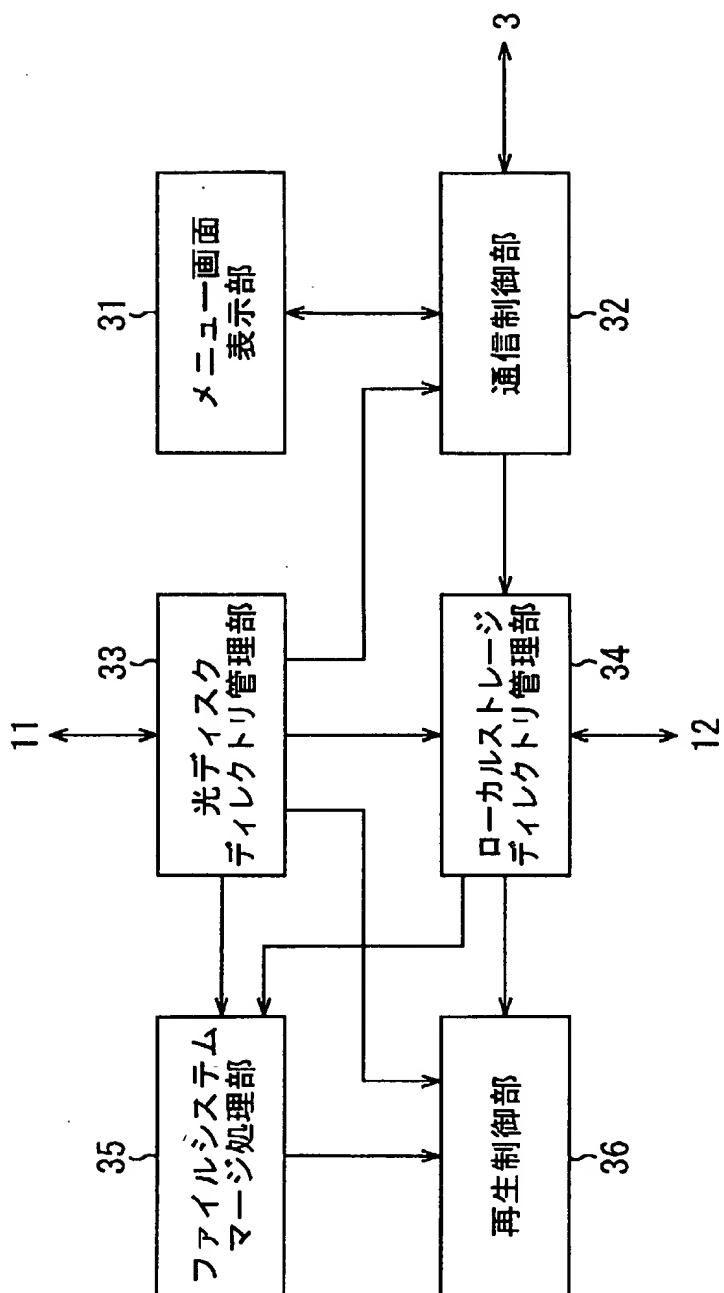 31
メニュー画面
表示部
3
通信制御部
32
11
33
光ディスク
ディレクトリ管理部
ローカルストレージ
ディレクトリ管理部
34
12
35
ファイルシステム
マージ処理部
再生制御部
36